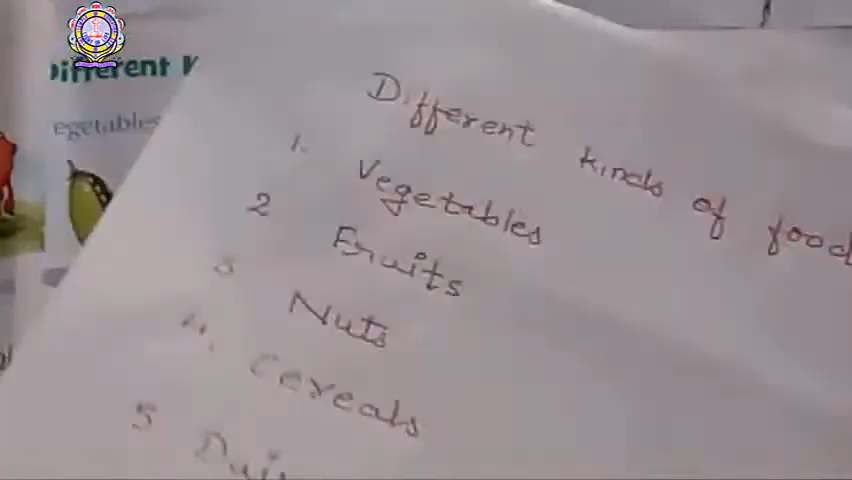 Different
egetables
Different kinds of food
1. Vegetables
2 Fruits
3 Nuts
4. Cereals
5